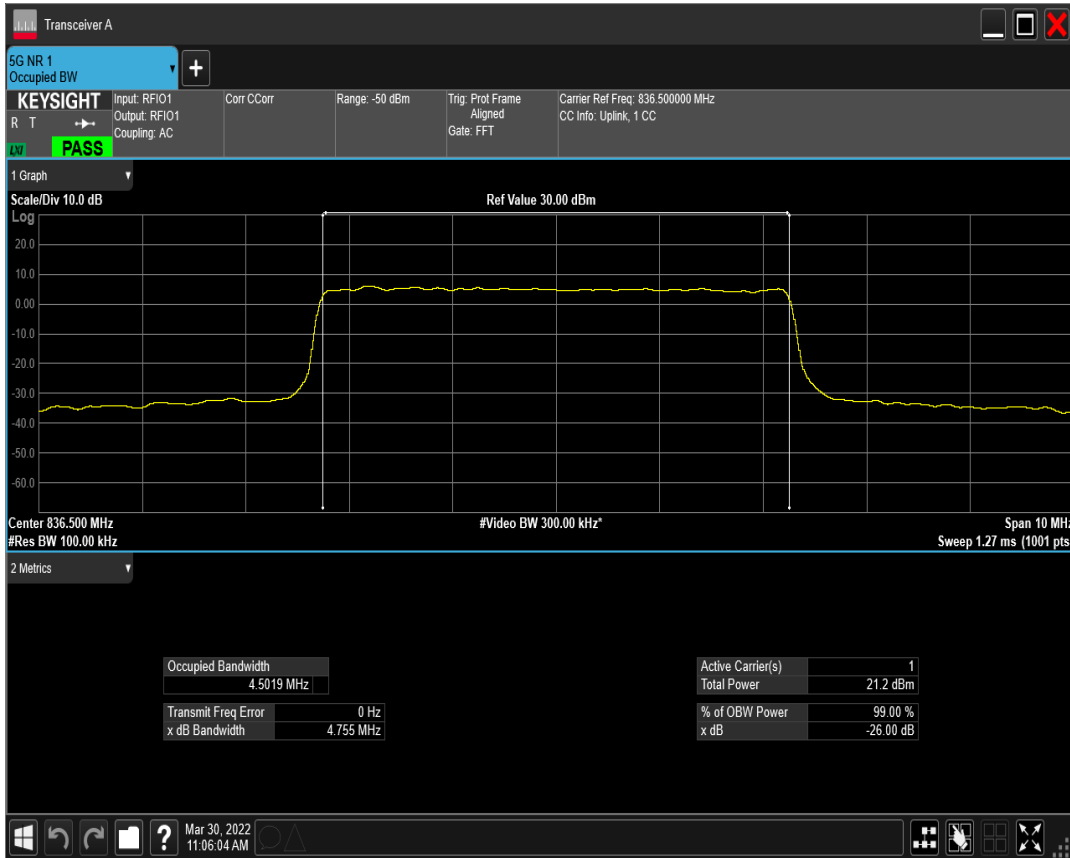 Transceiver A
5G NR 1
Occupied BW
+
KEYSIGHT
R T
LXI
PASS
Input: RFIO1
Output: RFIO1
Coupling: AC
Corr CCorr
Range: -50 dBm
Trig: Prot Frame
Aligned
Gate: FFT
Carrier Ref Freq: 836.500000 MHz
CC Info: Uplink, 1 CC
1 Graph
Scale/Div 10.0 dB
Ref Value 30.00 dBm
Log
20.0
10.0
0.00
-10.0
-20.0
-30.0
-40.0
-50.0
-60.0
Center 836.500 MHz
#Video BW 300.00 kHz*
Span 10 MHz
#Res BW 100.00 kHz
Sweep 1.27 ms (1001 pts
2 Metrics
Occupied Bandwidth
4.5019 MHz
Transmit Freq Error 0 Hz
x dB Bandwidth 4.755 MHz
Active Carrier(s) 1
Total Power 21.2 dBm
% of OBW Power 99.00 %
x dB -26.00 dB
?
Mar 30, 2022
11:06:04 AM